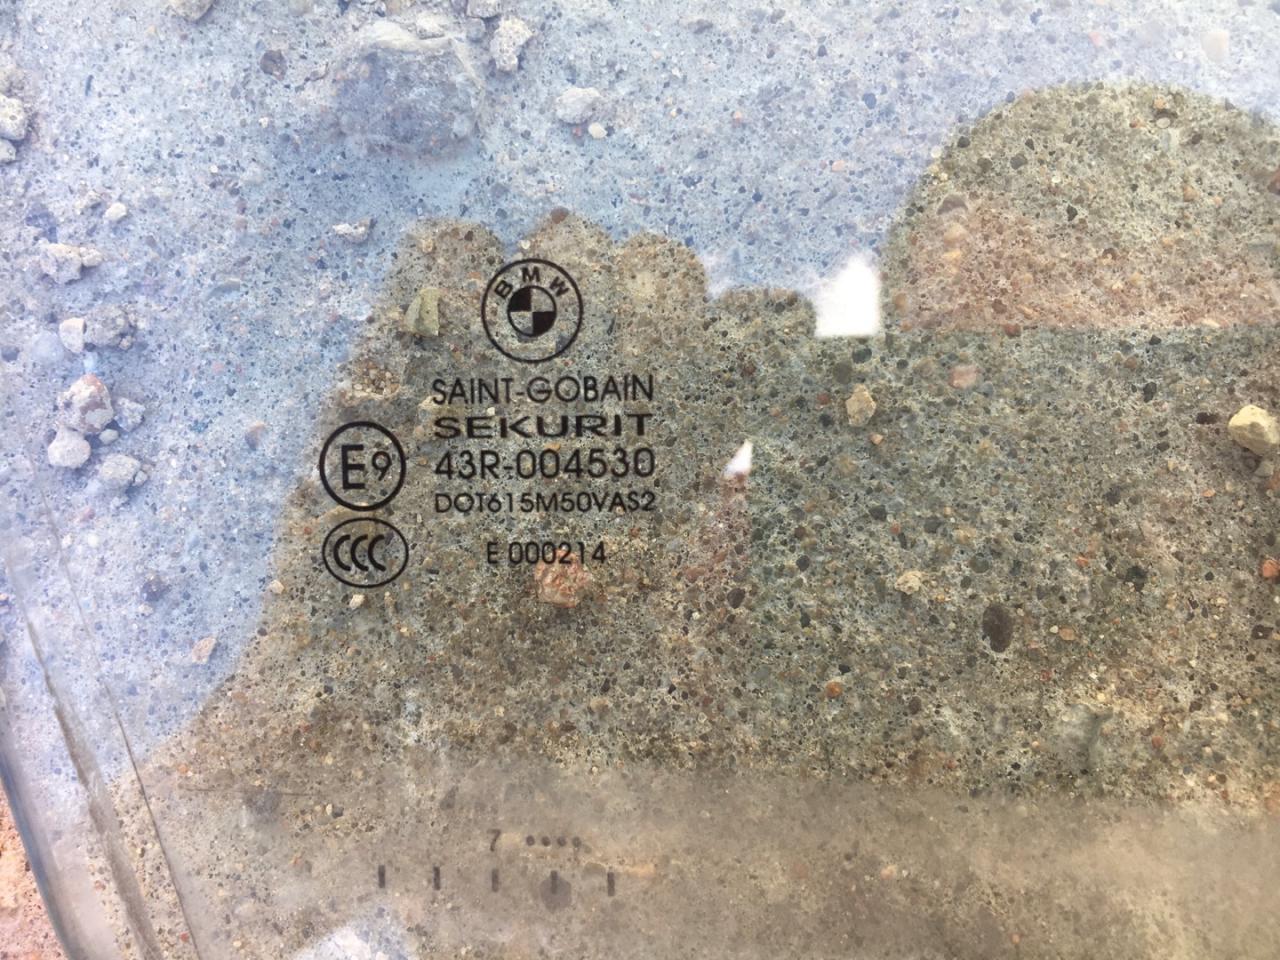 BMW
SAINT-GOBAIN
SEKURIT
E9 43R-004530
DOT615M50VAS2
CCC E 000214
7 ....